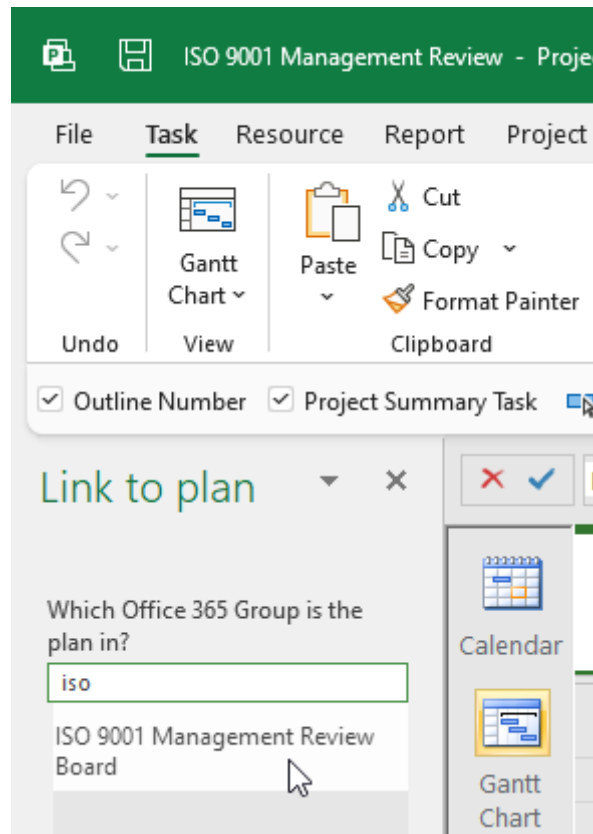 ISO 9001 Management Review - Proje
File Task Resource Report Project
Cut
Copy
Format Painter
Gantt
Chart
Paste
Undo View Clipboard
Outline Number Project Summary Task
Link to plan
Which Office 365 Group is the
plan in?
iso
ISO 9001 Management Review
Board
Calendar
Gantt
Chart